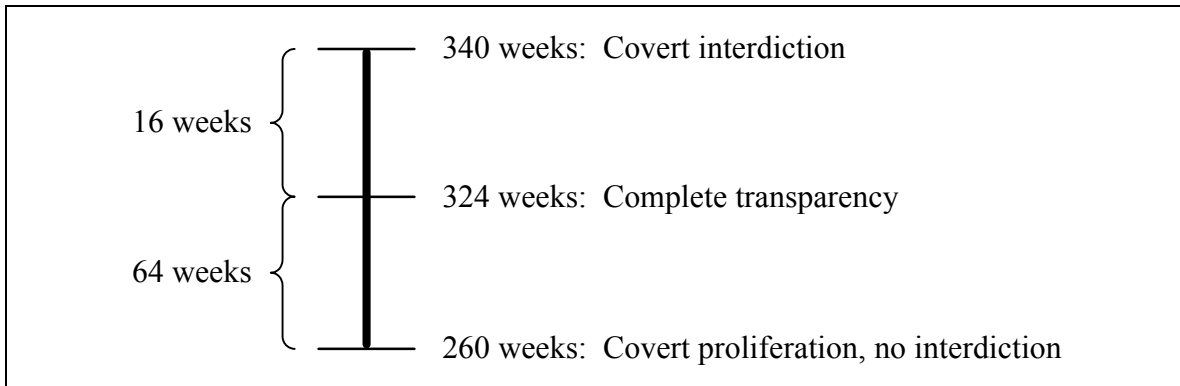 340 weeks:  Covert interdiction
16 weeks
324 weeks:  Complete transparency
64 weeks
260 weeks:  Covert proliferation, no interdiction